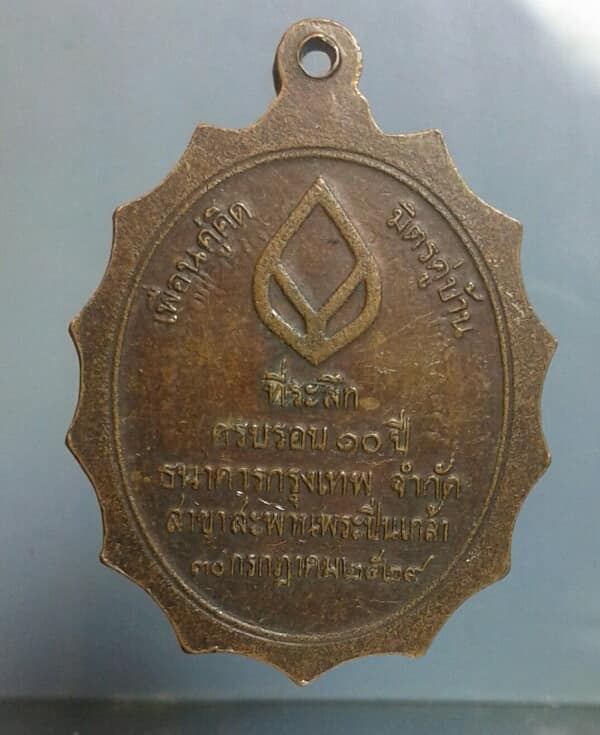 เพื่อนคู่คิด
มิตรคู่บ้าน
ที่ระลึก
ครบรอบ ๑๐ ปี
ธนาคารกรุงเทพ จำกัด
สาขาสะพานพระปิ่นเกล้า
๓๐ กรกฎาคม ๒๕๒๙